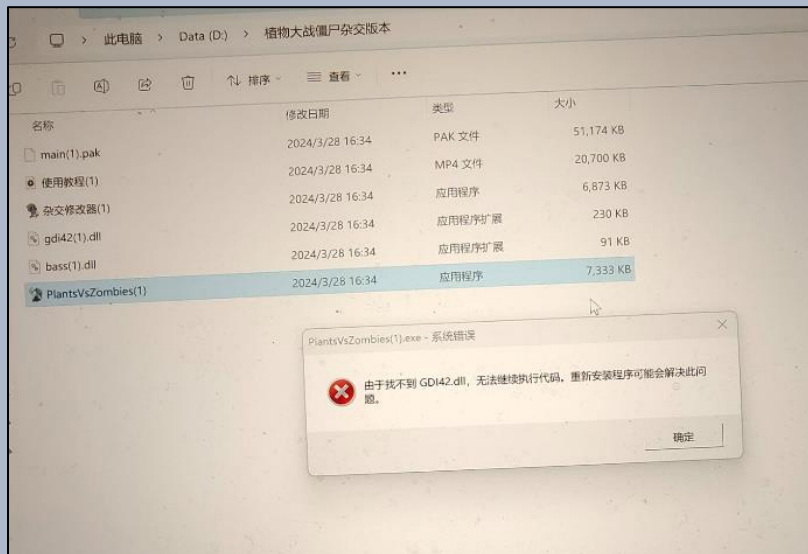 此电脑 > Data (D:) > 植物大战僵尸杂交版本
排序 查看 ...
名称 修改日期 类型 大小
main(1).pak 2024/3/28 16:34 PAK 文件 51,174 KB
使用教程(1) 2024/3/28 16:34 MP4 文件 20,700 KB
杂交修改器(1) 2024/3/28 16:34 应用程序 6,873 KB
gdi42(1).dll 2024/3/28 16:34 应用程序扩展 230 KB
bass(1).dll 2024/3/28 16:34 应用程序扩展 91 KB
PlantsVsZombies(1) 2024/3/28 16:34 应用程序 7,333 KB
PlantsVsZombies(1).exe - 系统错误
由于找不到 GDI42.dll，无法继续执行代码。重新安装程序可能会解决此问
题。
确定